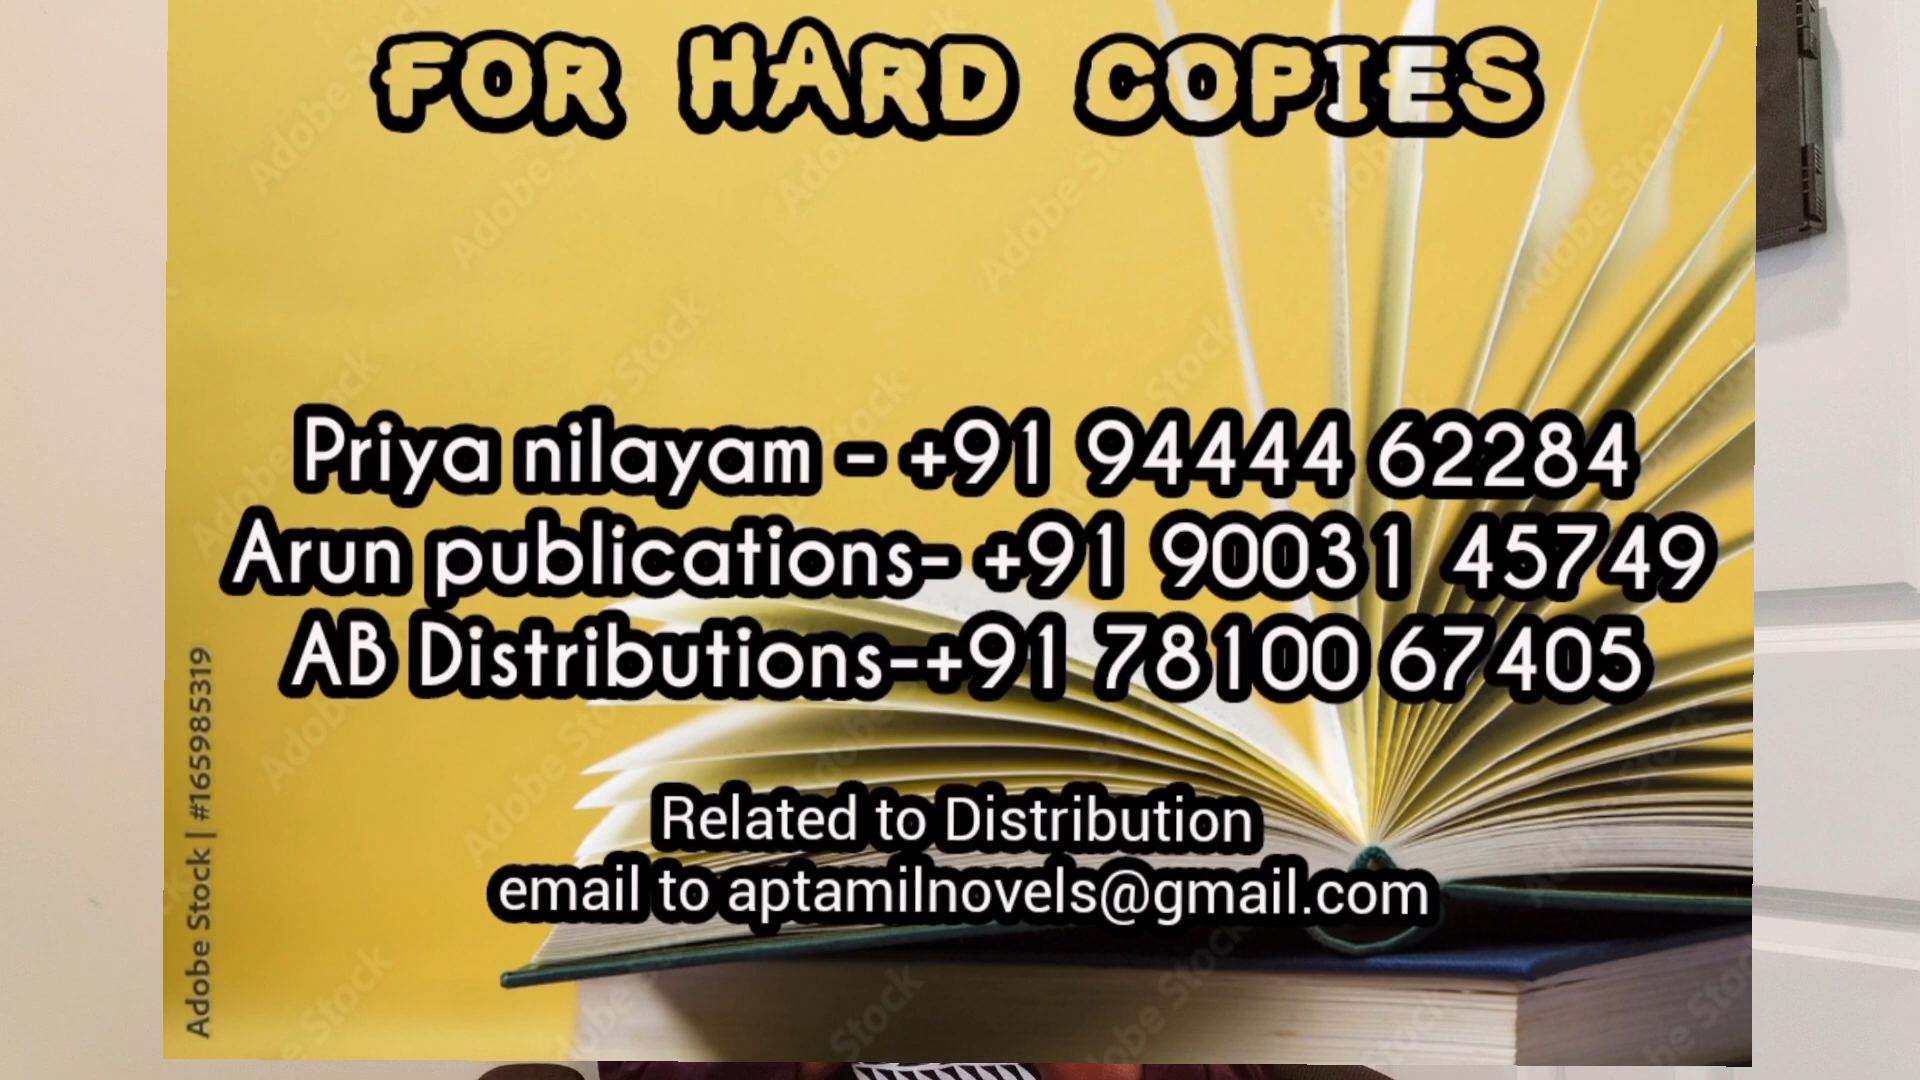 FOR HARD COPIES
Priya nilayam - +91 94444 62284
Arun publications- +91 90031 45749
AB Distributions-+91 78100 67405
Related to Distribution
email to aptamilnovels@gmail.com
Adobe Stock | #165985319